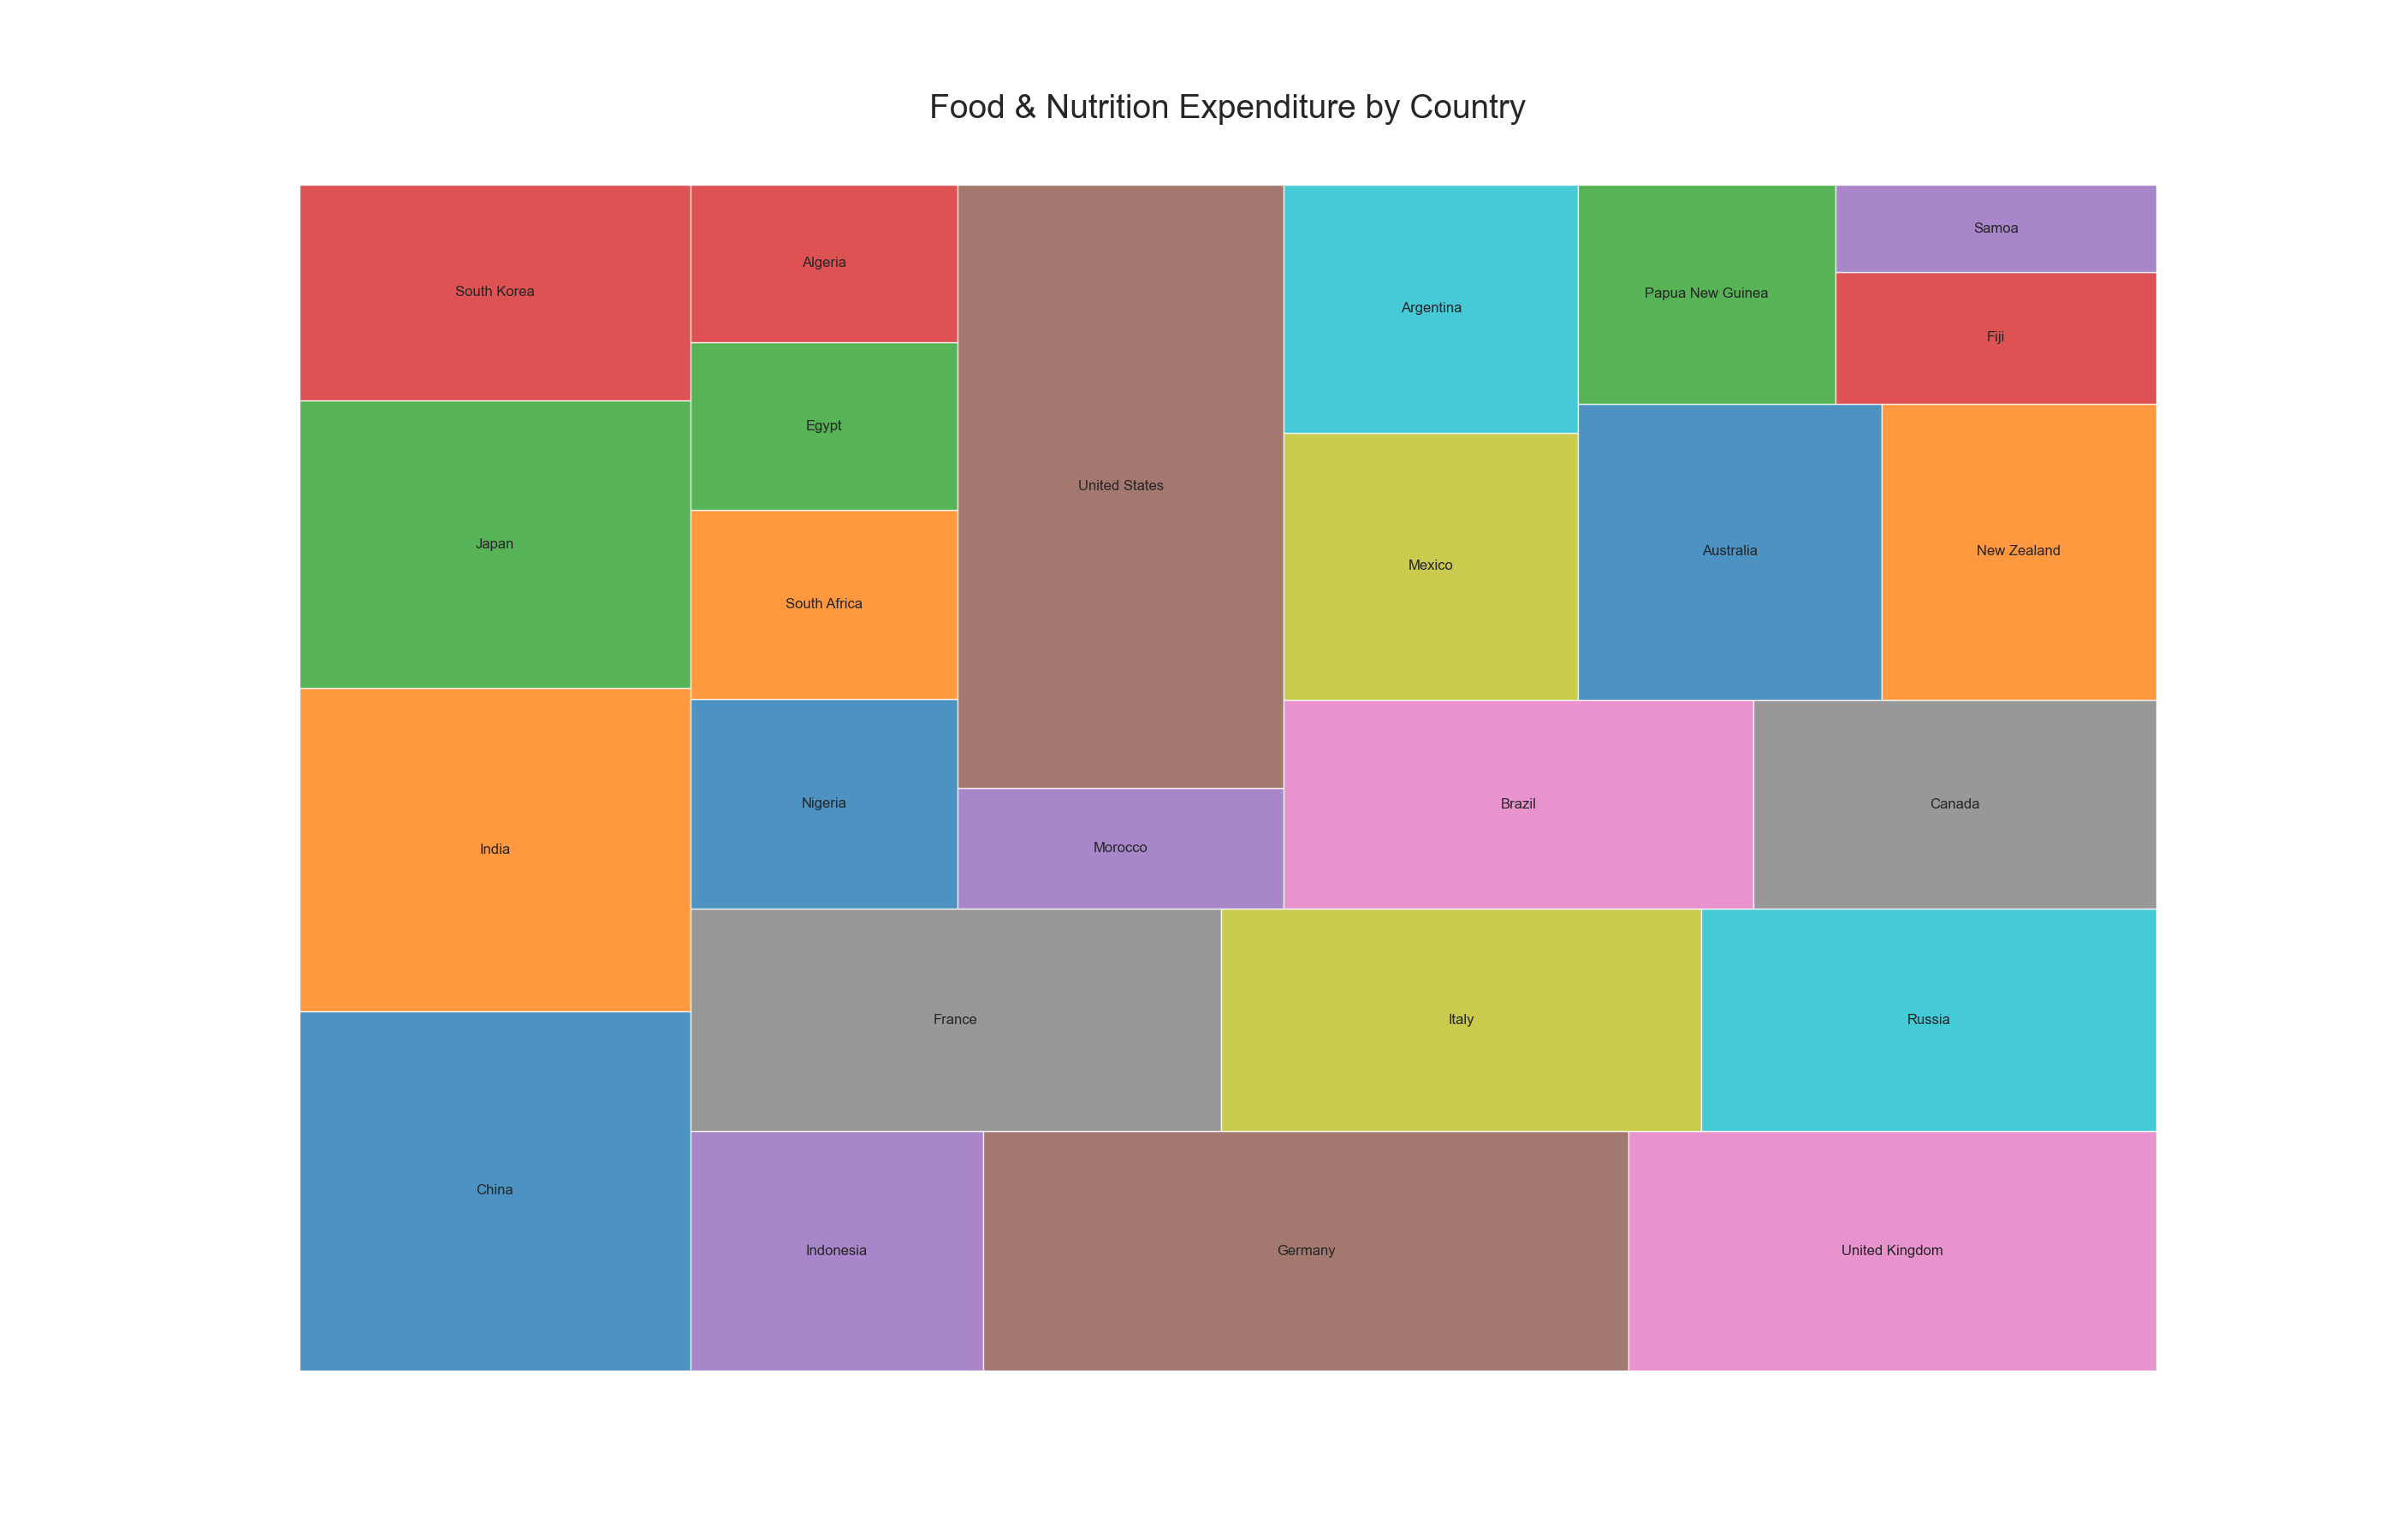 Food & Nutrition Expenditure by Country
Samoa
Algeria
South Korea
Papua New Guinea
Argentina
Fiji
Egypt
United States
Japan
Australia
New Zealand
Mexico
South Africa
Nigeria
Brazil
Canada
Morocco
India
France
Italy
Russia
China
Indonesia
Germany
United Kingdom